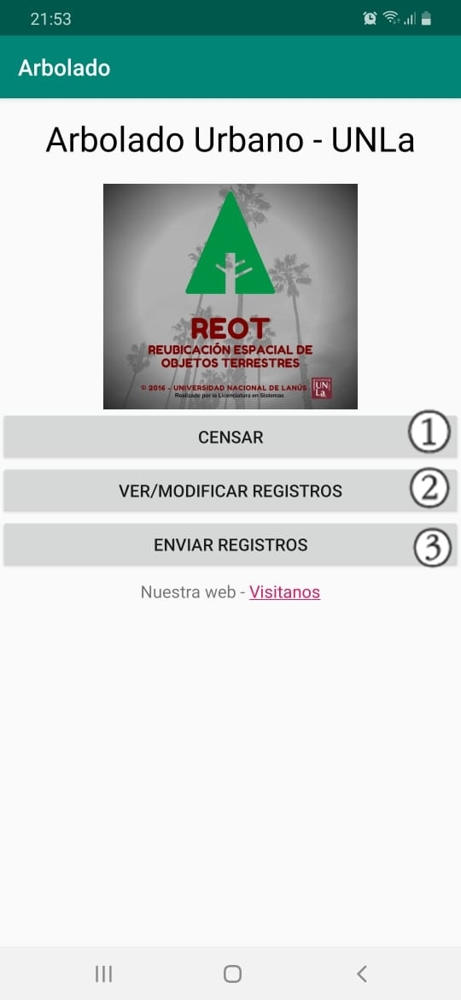 21:53
Arbolado
Arbolado Urbano - UNLa
REOT
REUBICACIÓN ESPACIAL DE
OBJETOS TERRESTRES
© 2016 - UNIVERSIDAD NACIONAL DE LANÚS
Realizado por la Licenciatura en Sistemas
UN
La
CENSAR
1
VER/MODIFICAR REGISTROS
2
ENVIAR REGISTROS
3
Nuestra web - Visitanos